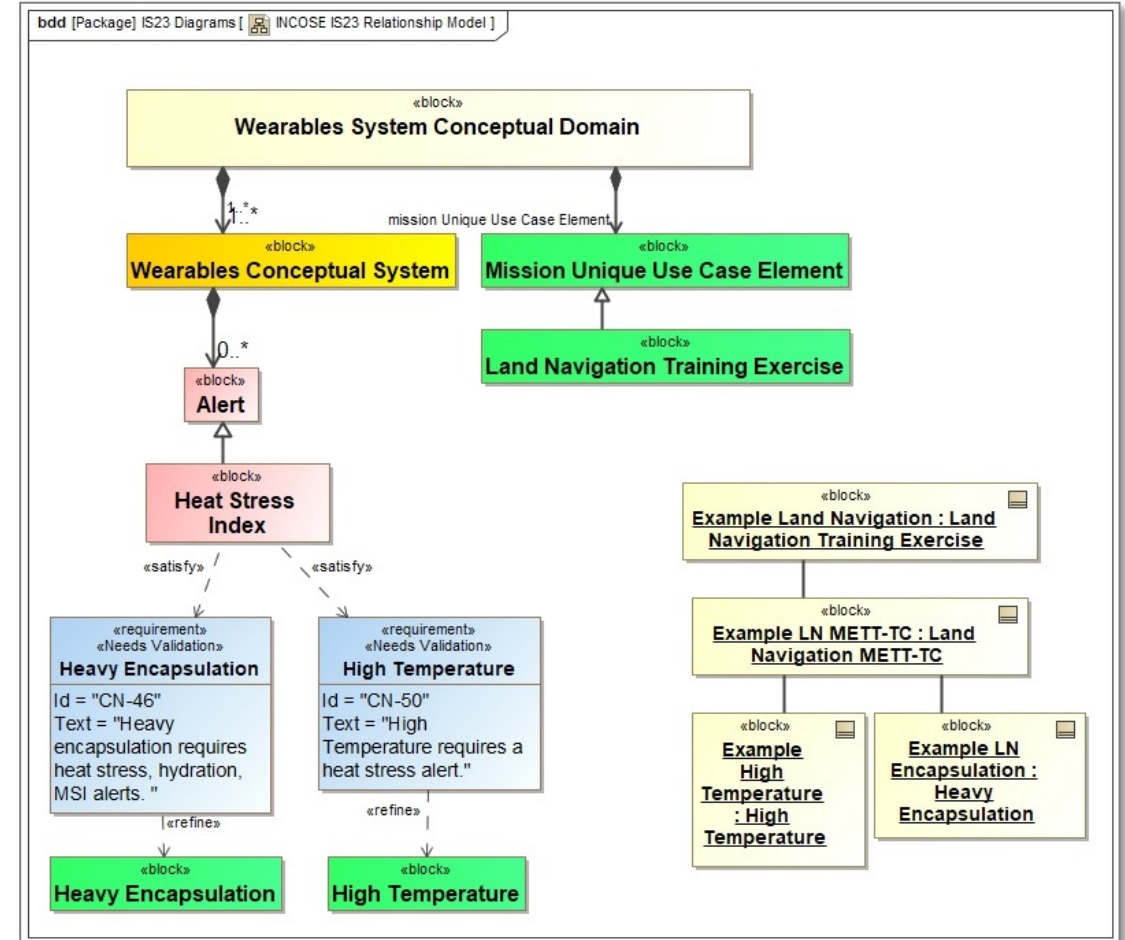 bdd [Package] IS23 Diagrams [ INCOSE IS23 Relationship Model ]
«block»
Wearables System Conceptual Domain
1..*
1..*
mission Unique Use Case Element
«block»
Wearables Conceptual System
«block»
Mission Unique Use Case Element
0..*
«block»
Land Navigation Training Exercise
«block»
Alert
«block»
Heat Stress
Index
«satisfy»
«satisfy»
«requirement»
«Needs Validation»
Heavy Encapsulation
Id = "CN-46"
Text = "Heavy
encapsulation requires
heat stress, hydration,
MSI alerts. "
«requirement»
«Needs Validation»
High Temperature
Id = "CN-50"
Text = "High
Temperature requires a
heat stress alert."
«refine»
«refine»
«block»
Heavy Encapsulation
«block»
High Temperature
«block»
Example Land Navigation : Land
Navigation Training Exercise
«block»
Example LN METT-TC : Land
Navigation METT-TC
«block»
Example
High
Temperature
: High
Temperature
«block»
Example LN
Encapsulation :
Heavy
Encapsulation